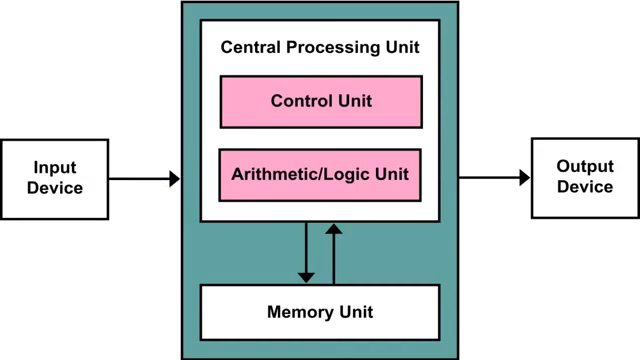 Central Processing Unit
Control Unit
Arithmetic/Logic Unit
Input
Device
Output
Device
Memory Unit